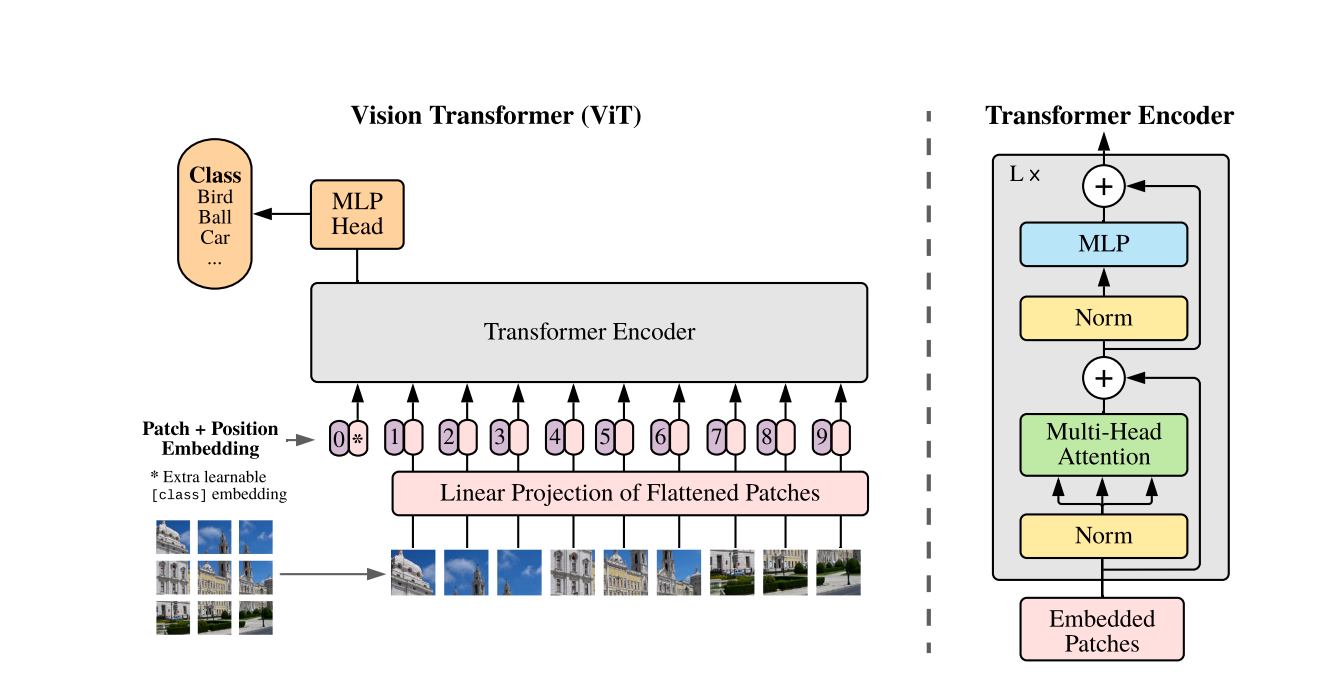 Vision Transformer (ViT)
Class
Bird
Ball
Car
...
MLP
Head
Transformer Encoder
Patch + Position
Embedding
0 * 1 2 3 4 5 6 7 8 9
* Extra learnable
[class] embedding
Linear Projection of Flattened Patches
Transformer Encoder
L ×
+
MLP
Norm
+
Multi-Head
Attention
Norm
Embedded
Patches